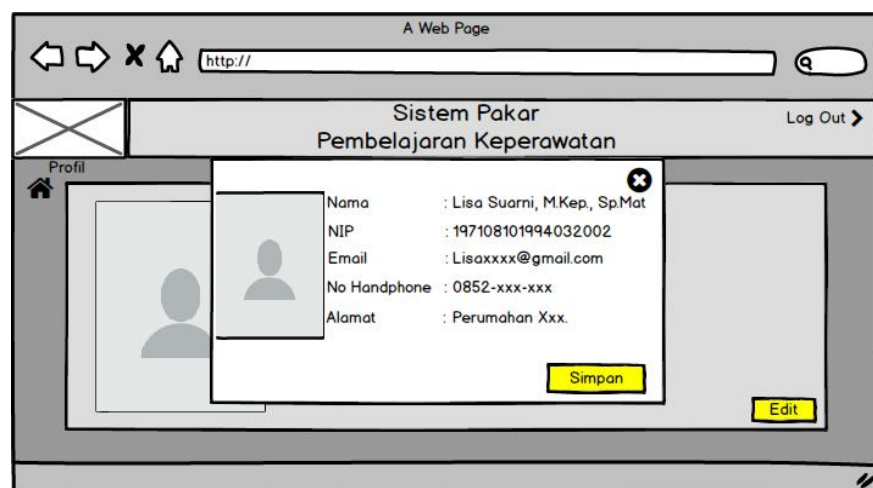 A Web Page
http://
Sistem Pakar
Pembelajaran Keperawatan
Log Out
Profil
Nama : Lisa Suarni, M.Kep., Sp.Mat
NIP : 197108101994032002
Email : Lisaxxxx@gmail.com
No Handphone : 0852-xxx-xxx
Alamat : Perumahan Xxx.
Simpan
Edit